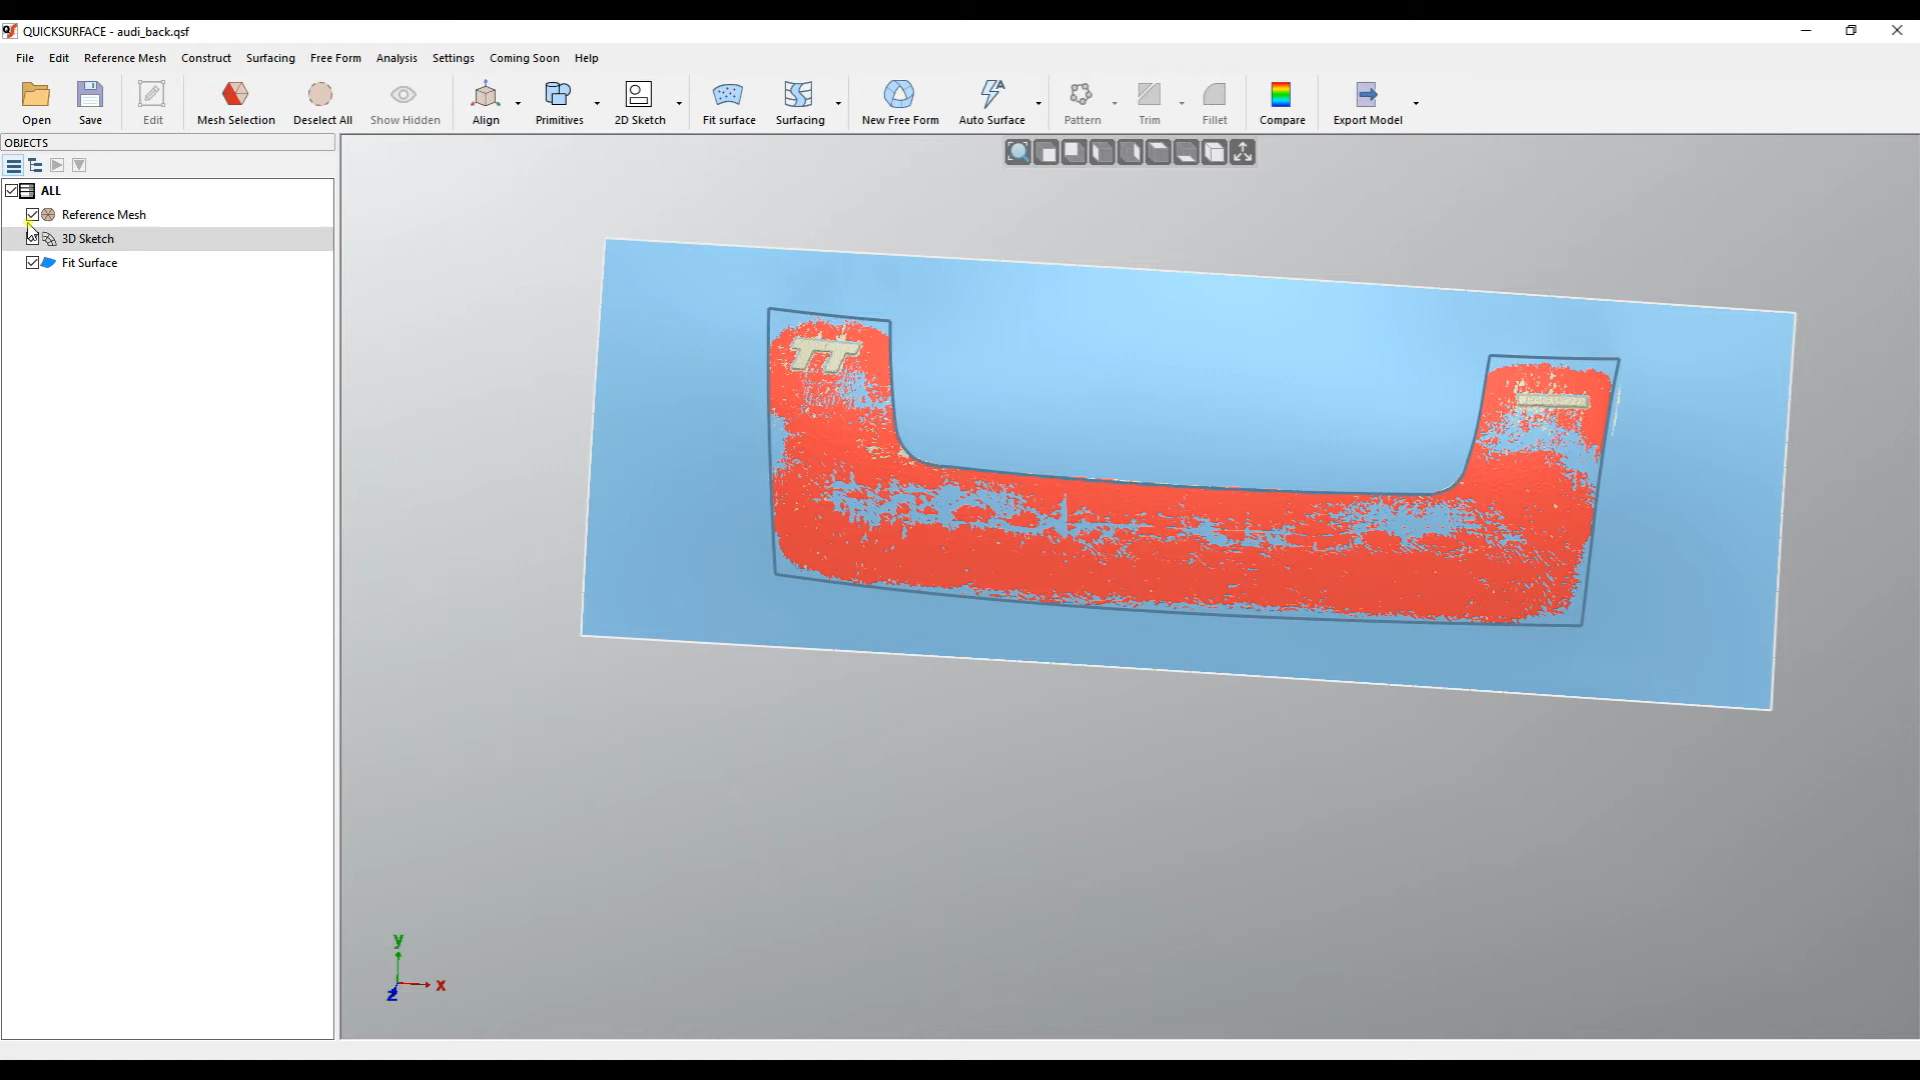 QUICKSURFACE - audi_back.qsf
File Edit Reference Mesh Construct Surfacing Free Form Analysis Settings Coming Soon Help
Open Save Edit Mesh Selection Deselect All Show Hidden Align Primitives 2D Sketch Fit surface Surfacing New Free Form Auto Surface Pattern Trim Fillet Compare Export Model
OBJECTS
ALL
Reference Mesh
3D Sketch
Fit Surface
TT
y
x
z